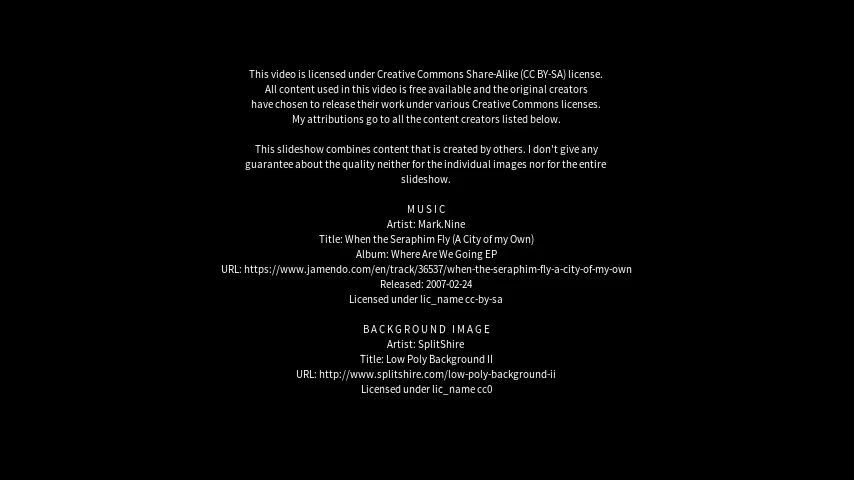 This video is licensed under Creative Commons Share-Alike (CC BY-SA) license.
All content used in this video is free available and the original creators
have chosen to release their work under various Creative Commons licenses.
My attributions go to all the content creators listed below.
This slideshow combines content that is created by others. I don't give any
guarantee about the quality neither for the individual images nor for the entire
slideshow.
MUSIC
Artist: Mark.Nine
Title: When the Seraphim Fly (A City of my Own)
Album: Where Are We Going EP
URL: https://www.jamendo.com/en/track/36537/when-the-seraphim-fly-a-city-of-my-own
Released: 2007-02-24
Licensed under lic_name cc-by-sa
BACKGROUND IMAGE
Artist: SplitShire
Title: Low Poly Background II
URL: http://www.splitshire.com/low-poly-background-ii
Licensed under lic_name cc0